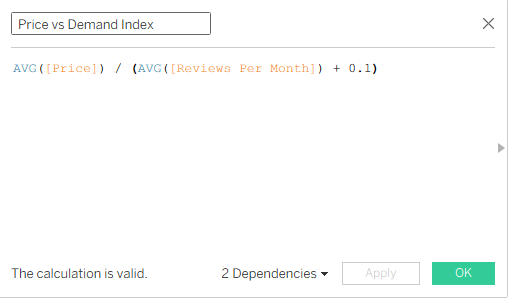 Price vs Demand Index
AVG([Price]) / (AVG([Reviews Per Month]) + 0.1)
The calculation is valid.
2 Dependencies
Apply
OK